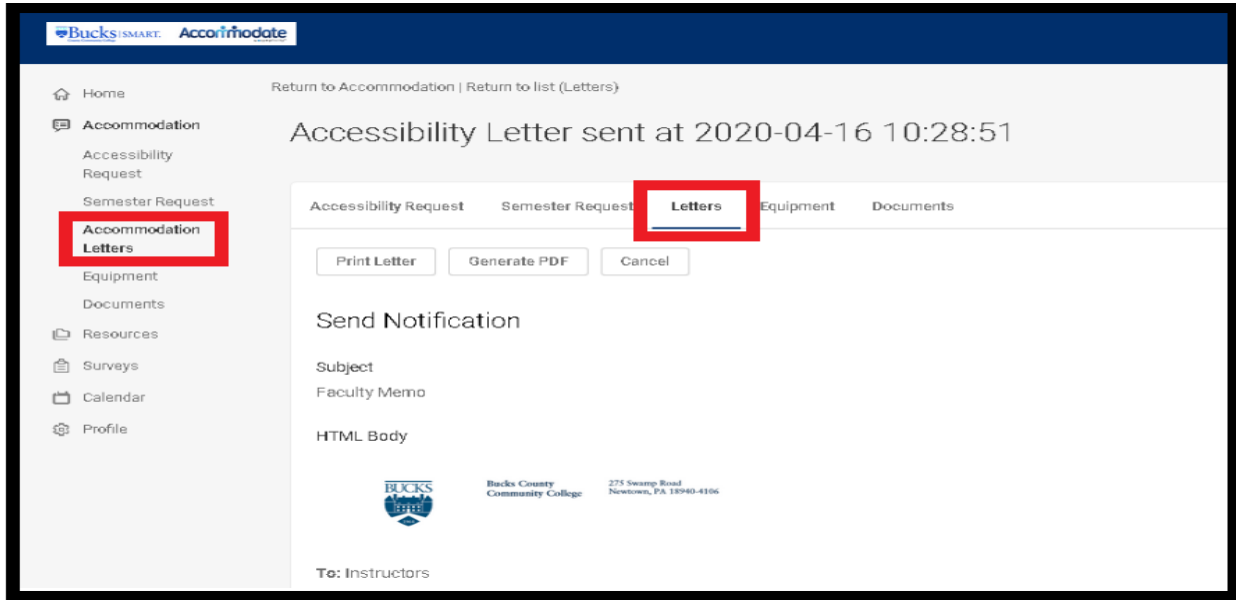 Bucks SMART. Accommodate
Return to Accommodation | Return to list (Letters)
Accessibility Letter sent at 2020-04-16 10:28:51
Home
Accommodation
Accessibility
Request
Semester Request
Accommodation
Letters
Equipment
Documents
Resources
Surveys
Calendar
Profile
Accessibility Request Semester Request Letters Equipment Documents
Print Letter Generate PDF Cancel
Send Notification
Subject
Faculty Memo
HTML Body
BUCKS
Bucks County
Community College
275 Swamp Road
Newtown, PA 18940-4106
To: Instructors